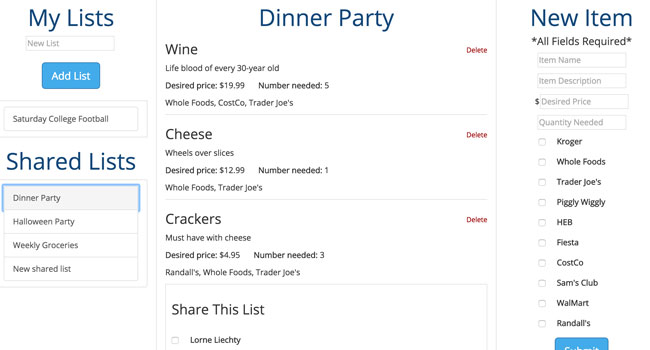 My Lists
New List
Add List
Saturday College Football
Shared Lists
Dinner Party
Halloween Party
Weekly Groceries
New shared list
Dinner Party
Wine
Delete
Life blood of every 30-year old
Desired price: $19.99 Number needed: 5
Whole Foods, CostCo, Trader Joe's
Cheese
Delete
Wheels over slices
Desired price: $12.99 Number needed: 1
Whole Foods, Trader Joe's
Crackers
Delete
Must have with cheese
Desired price: $4.95 Number needed: 3
Randall's, Whole Foods, Trader Joe's
Share This List
Lorne Liechty
New Item
*All Fields Required*
Item Name
Item Description
$ Desired Price
Quantity Needed
Kroger
Whole Foods
Trader Joe's
Piggly Wiggly
HEB
Fiesta
CostCo
Sam's Club
WalMart
Randall's
Submit